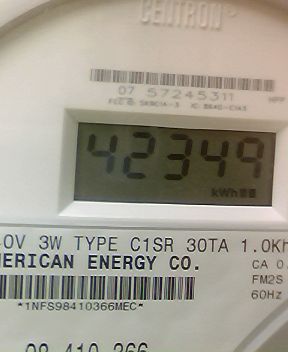 CENTRON®
07 57245311
42349
kWh
0V 3W TYPE C1SR 30TA 1.0Kh
MERICAN ENERGY CO.
CA 0.
FM2S
60Hz
*1NFS98410366MEC*
98 410 366